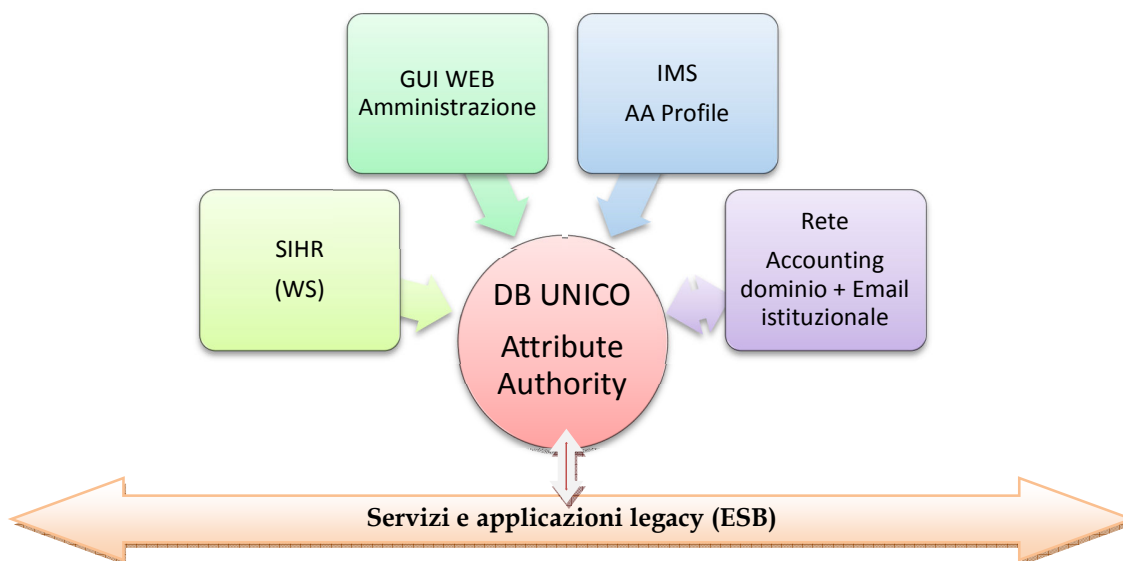 GUI WEB
Amministrazione
IMS
AA Profile
SIHR
(WS)
Rete
Accounting
dominio + Email
istituzionale
DB UNICO
Attribute
Authority
Servizi e applicazioni legacy (ESB)